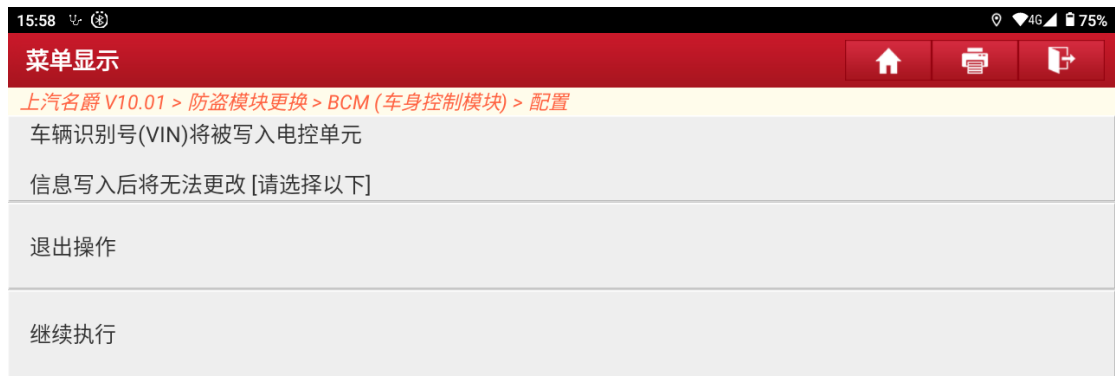 15:58
4G 75%
菜单显示
上汽名爵 V10.01 > 防盗模块更换 > BCM (车身控制模块) > 配置
车辆识别号(VIN)将被写入电控单元
信息写入后将无法更改 [请选择以下]
退出操作
继续执行